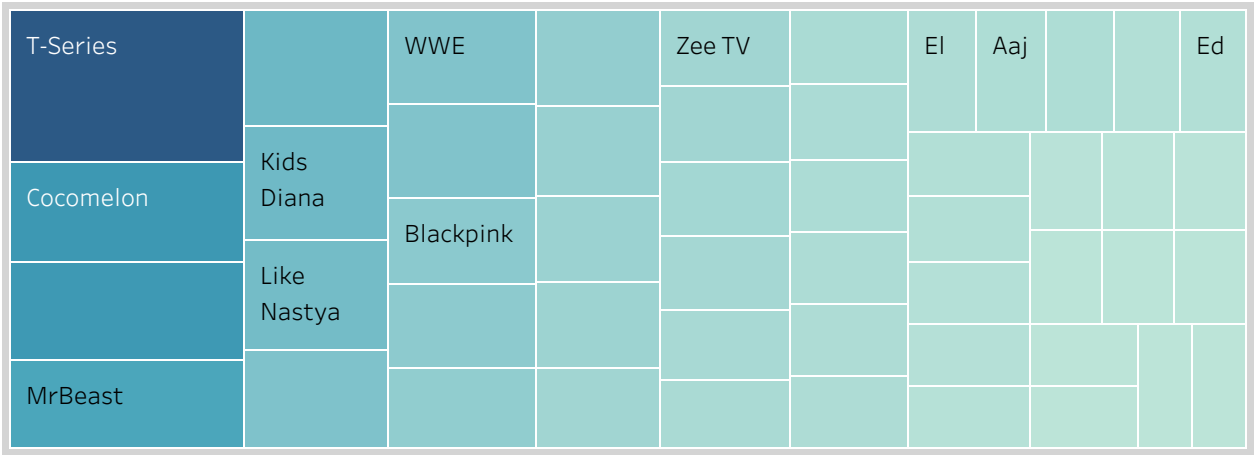 T-Series
WWE
Zee TV
El
Aaj
Ed
Kids
Diana
Cocomelon
Blackpink
Like
Nastya
MrBeast